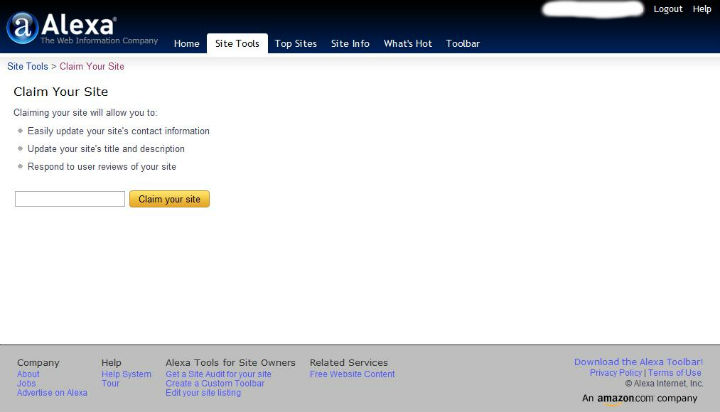 Logout Help
a Alexa®
The Web Information Company
Home Site Tools Top Sites Site Info What's Hot Toolbar
Site Tools > Claim Your Site
Claim Your Site
Claiming your site will allow you to:
Easily update your site's contact information
Update your site's title and description
Respond to user reviews of your site
Claim your site
Company
About
Jobs
Advertise on Alexa
Help
Help System
Tour
Alexa Tools for Site Owners
Get a Site Audit for your site
Create a Custom Toolbar
Edit your site listing
Related Services
Free Website Content
Download the Alexa Toolbar!
Privacy Policy | Terms of Use
© Alexa Internet, Inc.
An amazon.com company